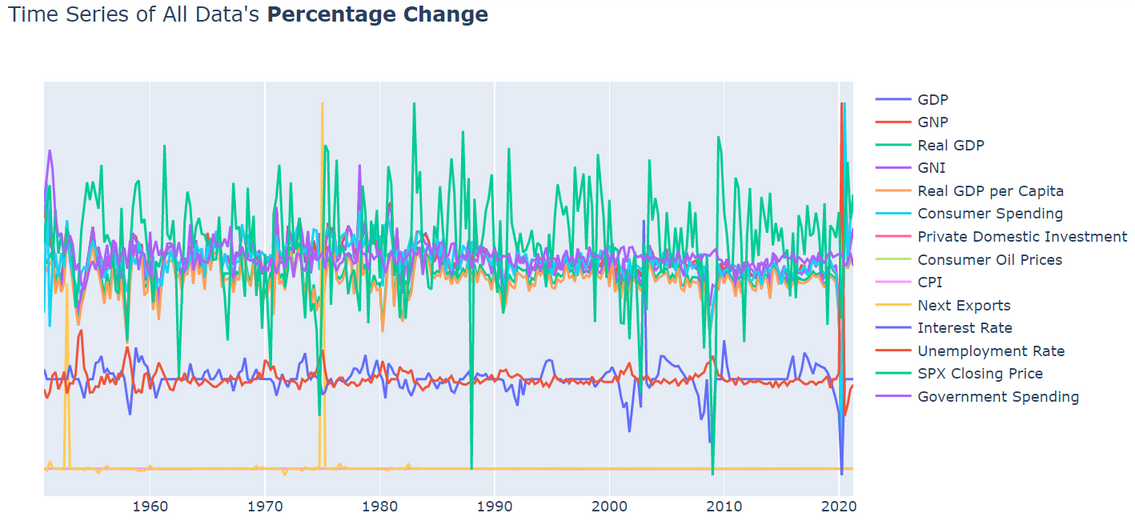 Time Series of All Data's Percentage Change
GDP
GNP
Real GDP
GNI
Real GDP per Capita
Consumer Spending
Private Domestic Investment
Consumer Oil Prices
CPI
Next Exports
Interest Rate
Unemployment Rate
SPX Closing Price
Government Spending
1960 1970 1980 1990 2000 2010 2020